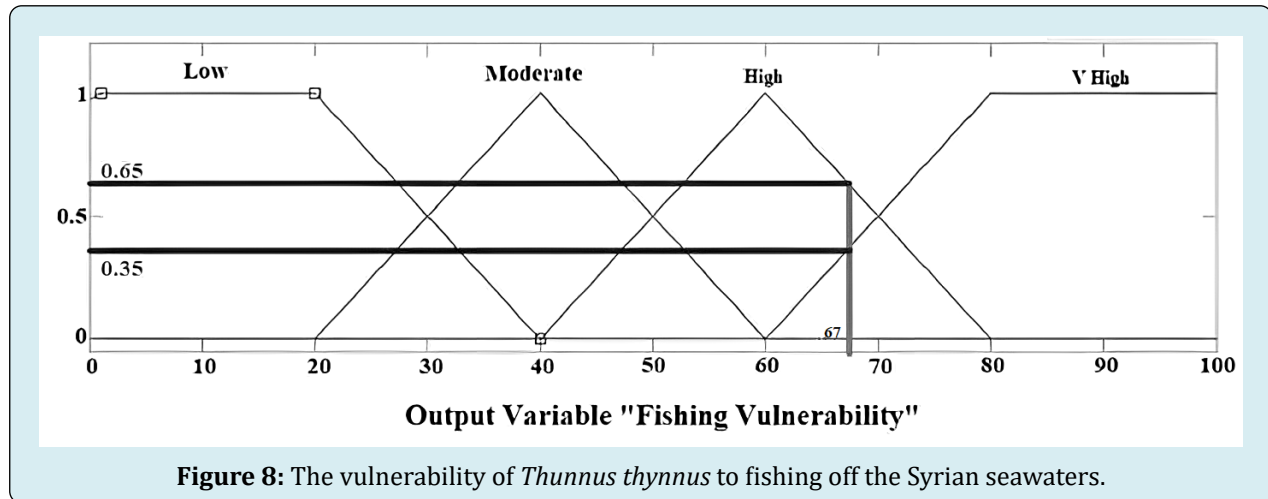 Low Moderate High V High
1
0.65
0.5
0.35
0
67
0 10 20 30 40 50 60 70 80 90 100
Output Variable "Fishing Vulnerability"
Figure 8: The vulnerability of Thunnus thynnus to fishing off the Syrian seawaters.